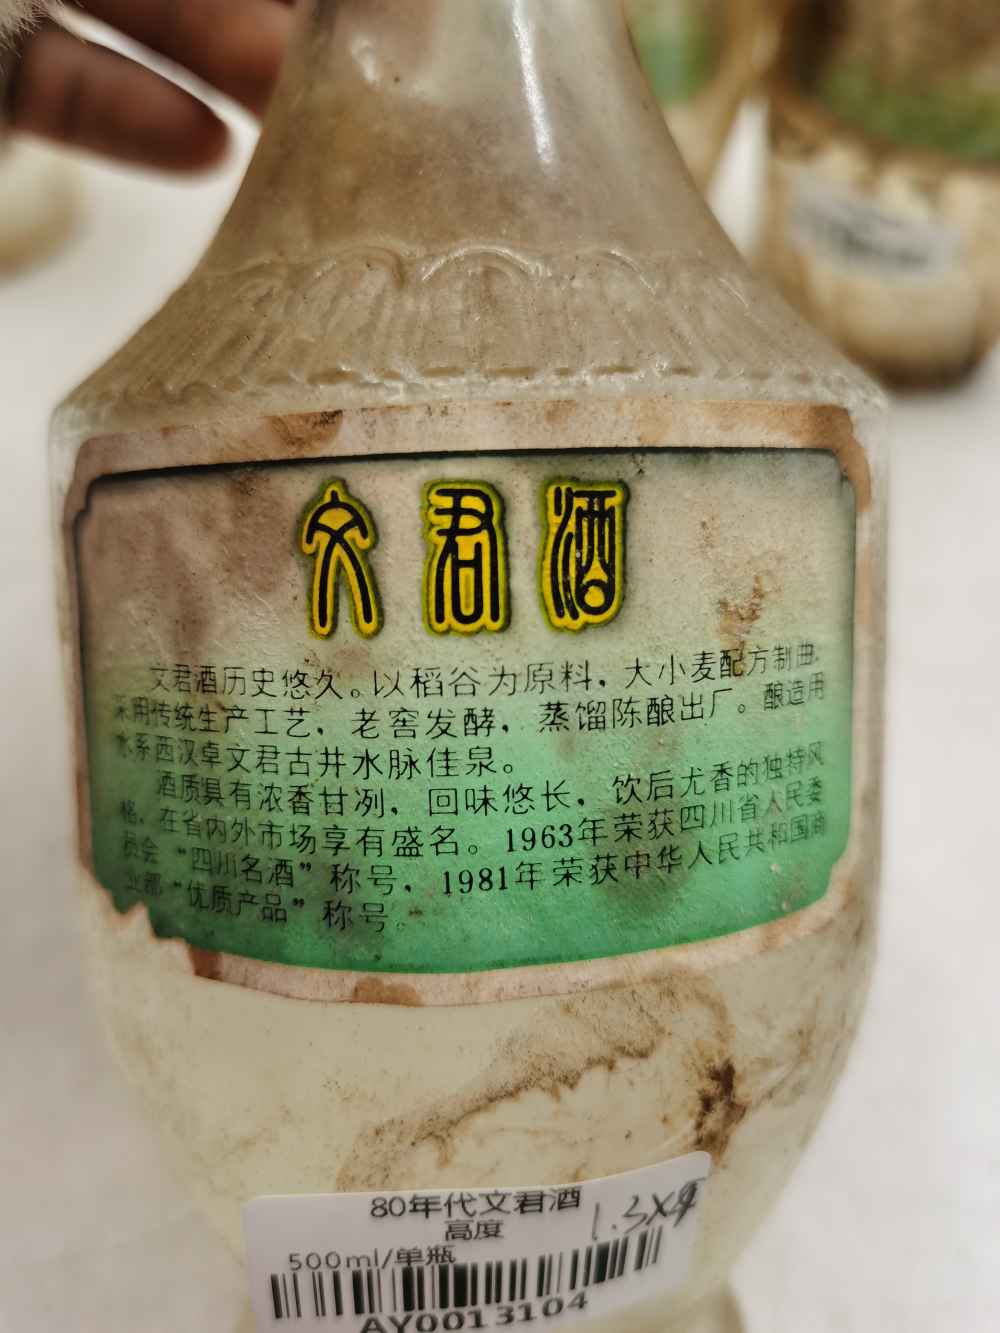 文君酒
文君酒历史悠久。以稻谷为原料，大小麦配方制曲，
采用传统生产工艺，老窖发酵，蒸馏陈酿出厂。酿造用
水系西汉卓文君古井水脉佳泉。
酒质具有浓香甘冽，回味悠长，饮后尤香的独特风
格，在省内外市场享有盛名。1963年荣获四川省人民委
员会“四川名酒”称号，1981年荣获中华人民共和国商
业部“优质产品”称号。
80年代文君酒
高度
500ml/单瓶
AY0013104